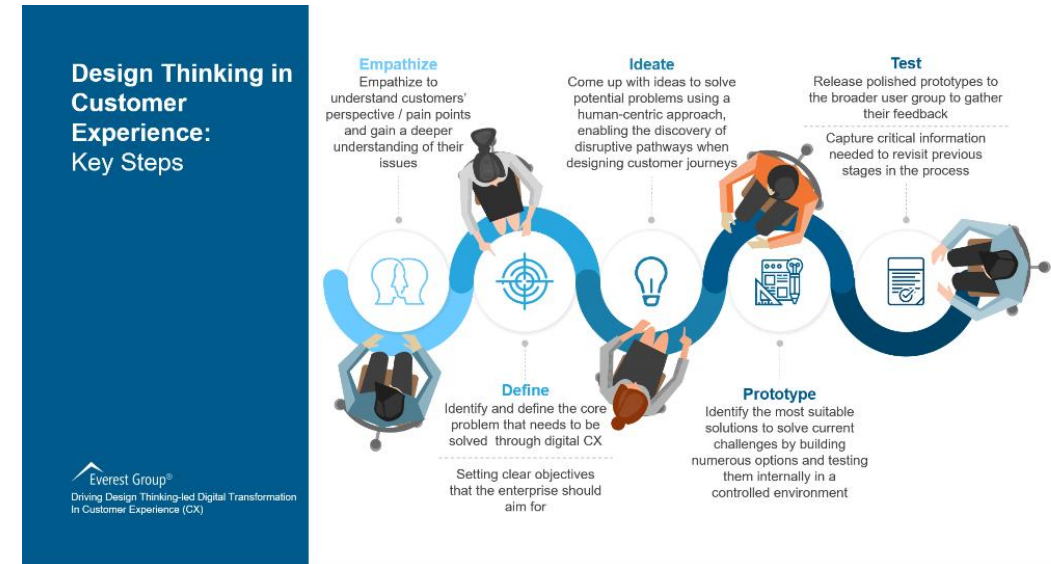 Design Thinking in
Customer
Experience:
Key Steps
Empathize
Empathize to
understand customers'
perspective / pain points
and gain a deeper
understanding of their
issues
Define
Identify and define the core
problem that needs to be
solved through digital CX
Setting clear objectives
that the enterprise should
aim for
Ideate
Come up with ideas to solve
potential problems using a
human-centric approach,
enabling the discovery of
disruptive pathways when
designing customer journeys
Prototype
Identify the most suitable
solutions to solve current
challenges by building
numerous options and testing
them internally in a
controlled environment
Test
Release polished prototypes to
the broader user group to gather
their feedback
Capture critical information
needed to revisit previous
stages in the process
Everest Group®
Driving Design Thinking-led Digital Transformation
In Customer Experience (CX)